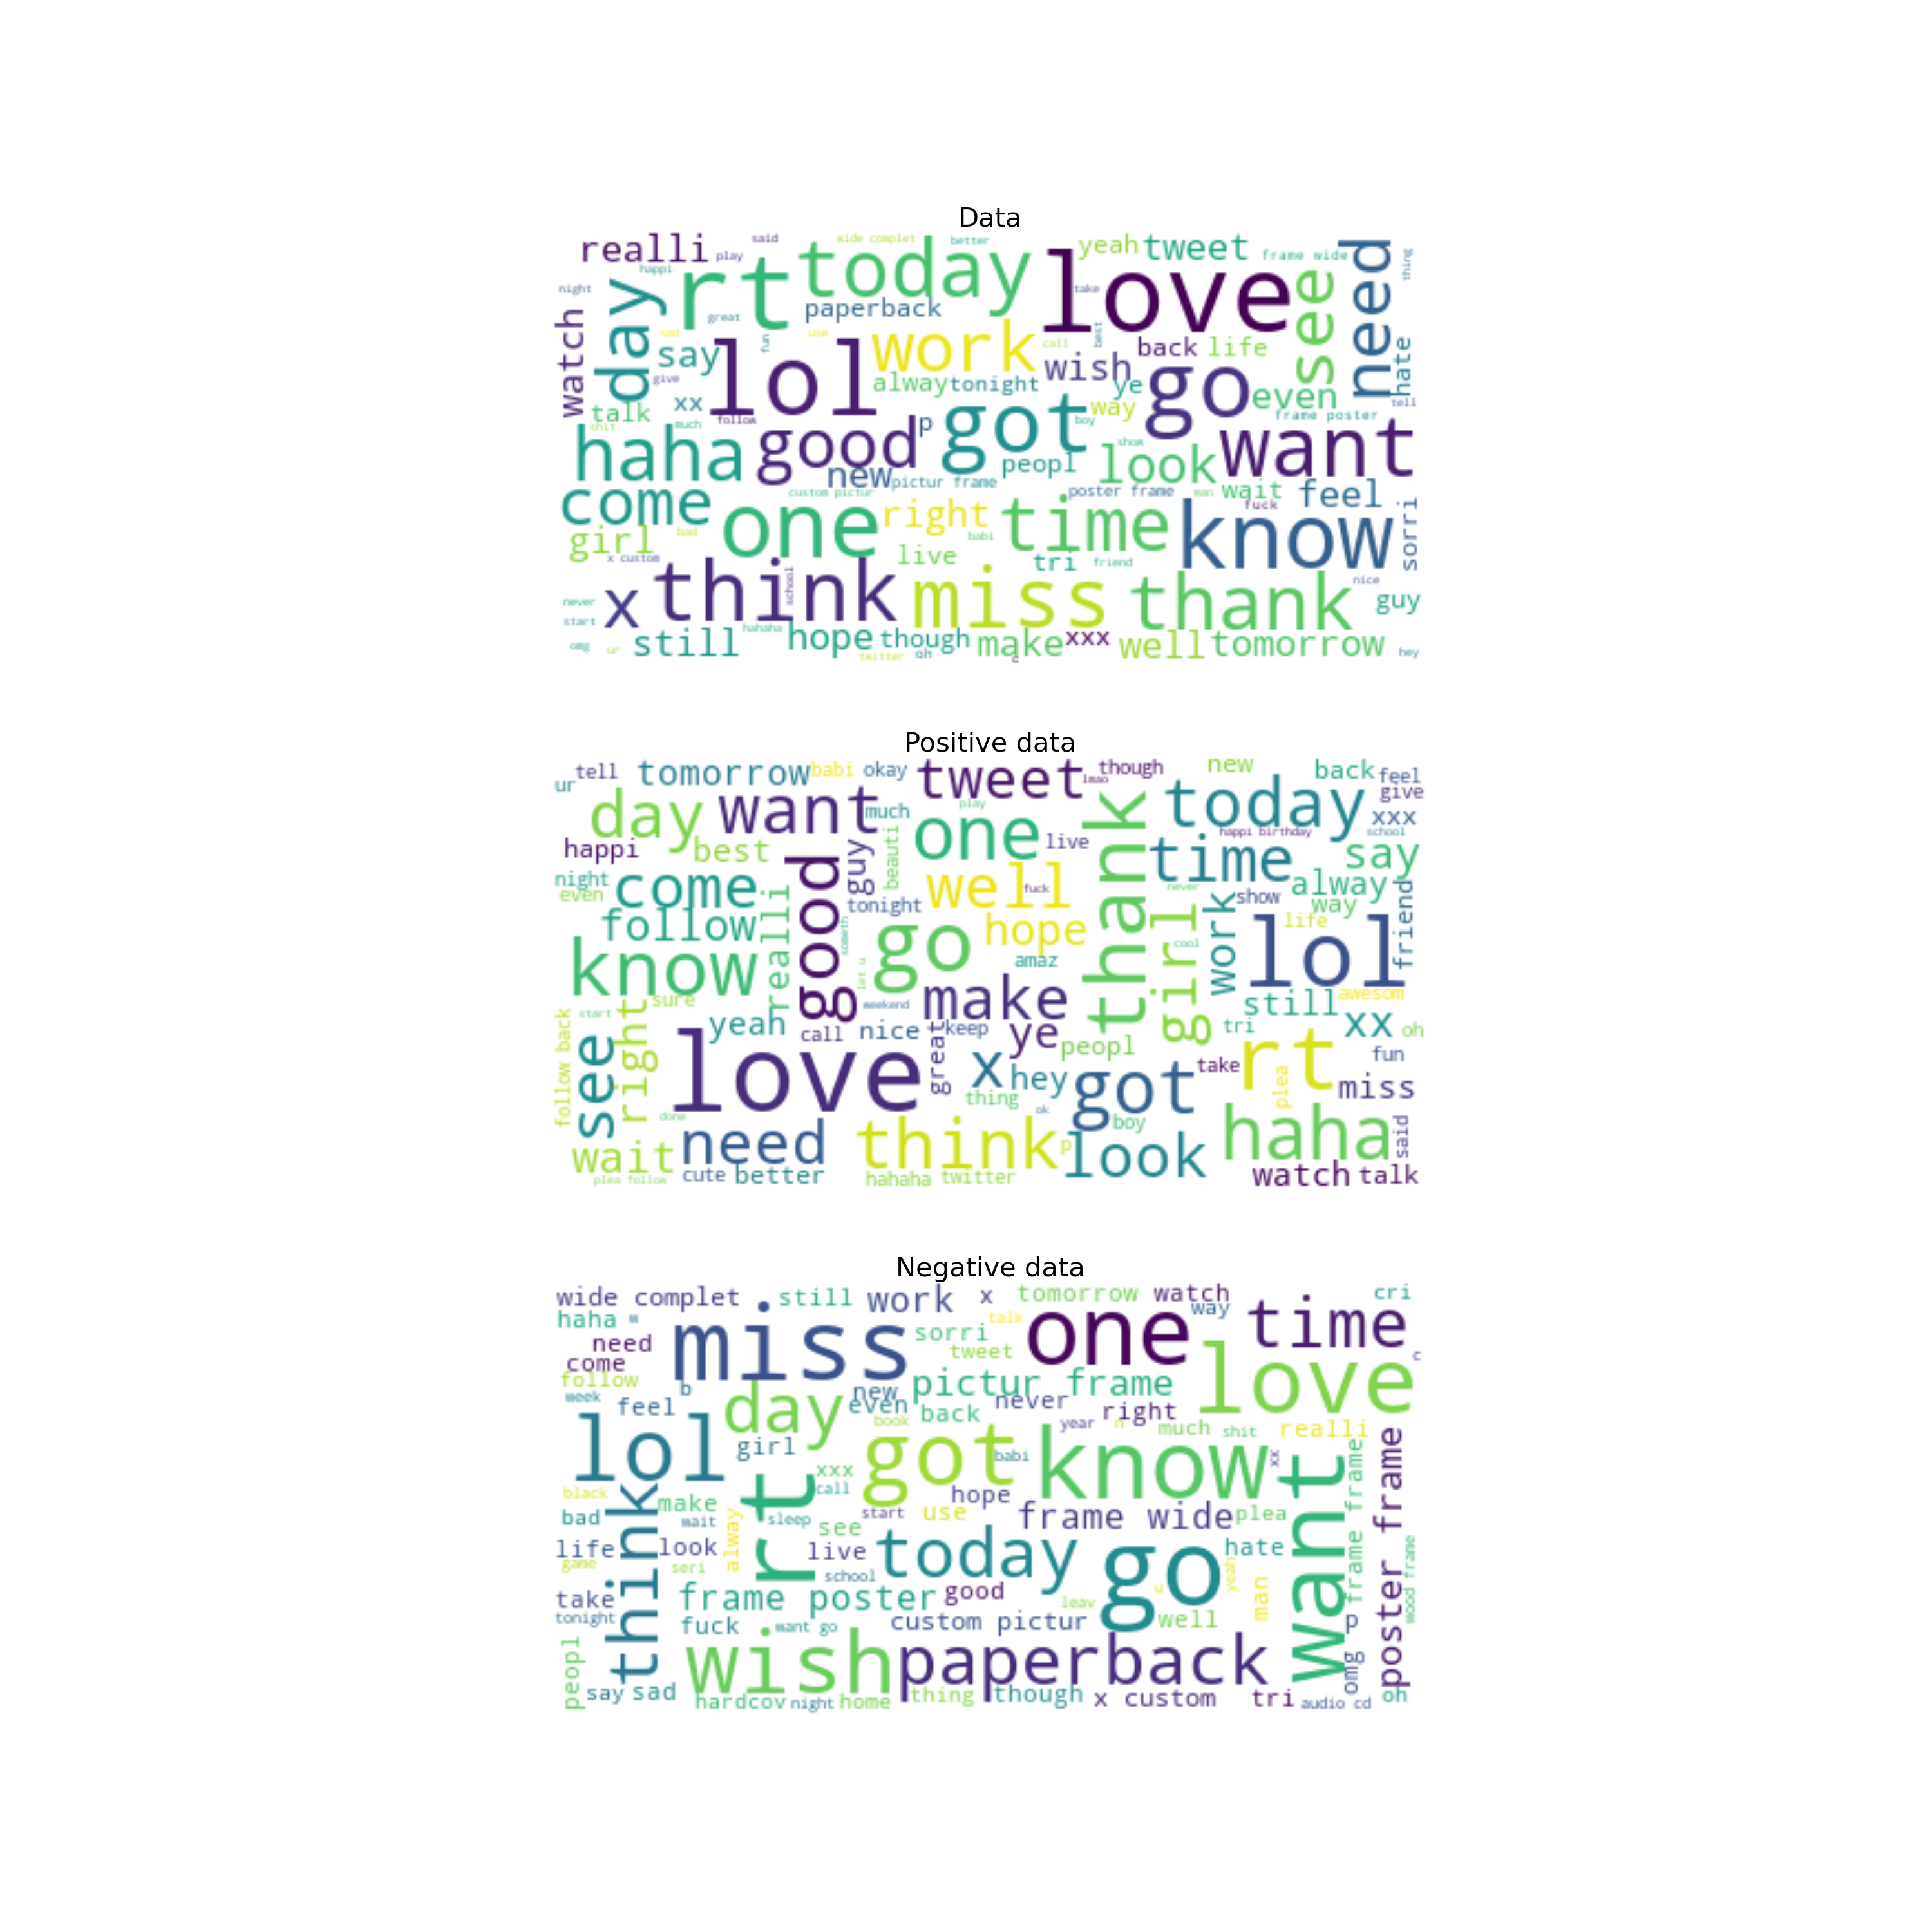 Data
realli said wide complet better yeah tweet frame wide need thing
play happi rt today love see
night day great paperback take
watch sad fun use work call best back life hate
say lol wish
give alway tonight ye go even tell
talk xx follow got way frame poster
shit much good p boy want
haha new peopl show look
pictur frame custom pictur poster frame man wait feel
come one right time fuck know sorri
girl bad babi
x custom live tri friend
think school miss thank nice
never x guy
start hahaha
omg ur still hope though make xxx well tomorrow hey
twitter oh c
Positive data
ur tell tomorrow babi okay tweet lmao though new back feel
day want much play thank today give xxx
one live happi birthday school
happi best good guy beauti time say
night come well fuck never alway
even realli tonight show way friend
follow someth go hope girl work life lol
know cool
let u amaz
sure weekend make still awesom
follow back start right yeah call nice great keep ye tri xx oh
see love peopl rt fun
x hey got take plea miss
thing
done ok boy haha said
need think p look
wait
plea follow cute better hahaha twitter watch talk
Negative data
wide complet still work x tomorrow watch cri
haha w miss talk one way time
need sorri
come tweet love c
follow b pictur frame
week day new even never
feel book back right
lol girl got year n much shit realli
know xx want frame frame poster frame
rt xxx babi
black think make call hope
bad wait alway sleep start use frame wide plea
see
life look live today go hate wood frame
game seri yeah
school
take frame poster good leav c man
tonight fuck want go custom pictur well p
peopl wish paperback omg
say sad
hardcov night home thing though x custom tri audio cd oh